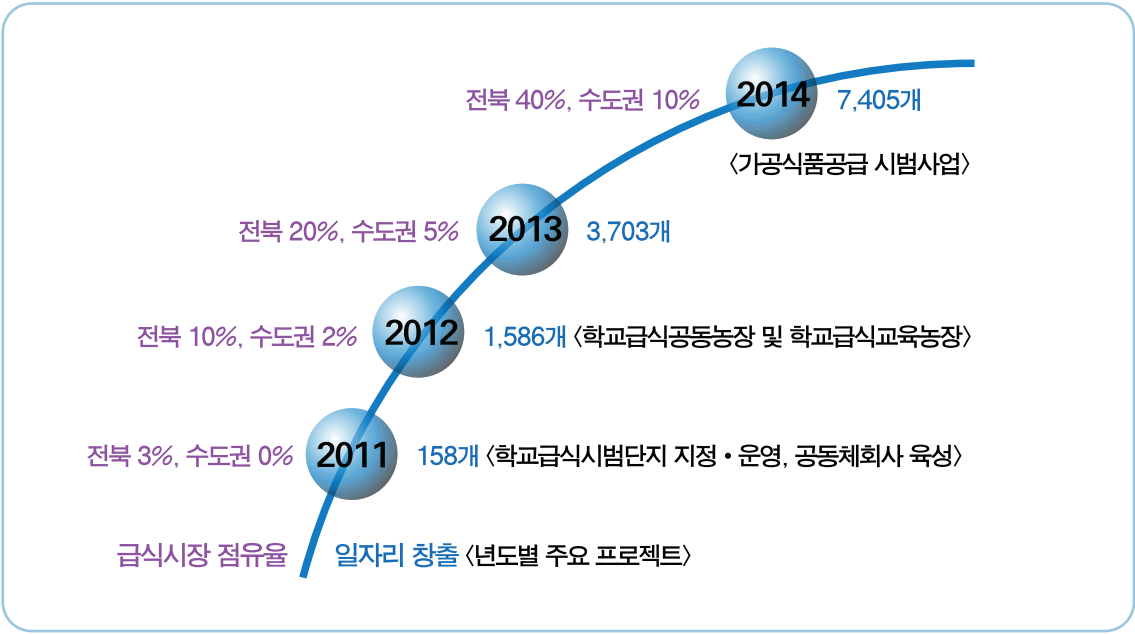 전북 40%, 수도권 10% 2014 7,405개
〈가공식품공급 시범사업〉
전북 20%, 수도권 5% 2013 3,703개
전북 10%, 수도권 2% 2012 1,586개 〈학교급식공동농장 및 학교급식교육농장〉
전북 3%, 수도권 0% 2011 158개 〈학교급식시범단지 지정 • 운영, 공동체회사 육성〉
급식시장 점유율 일자리 창출 〈년도별 주요 프로젝트〉